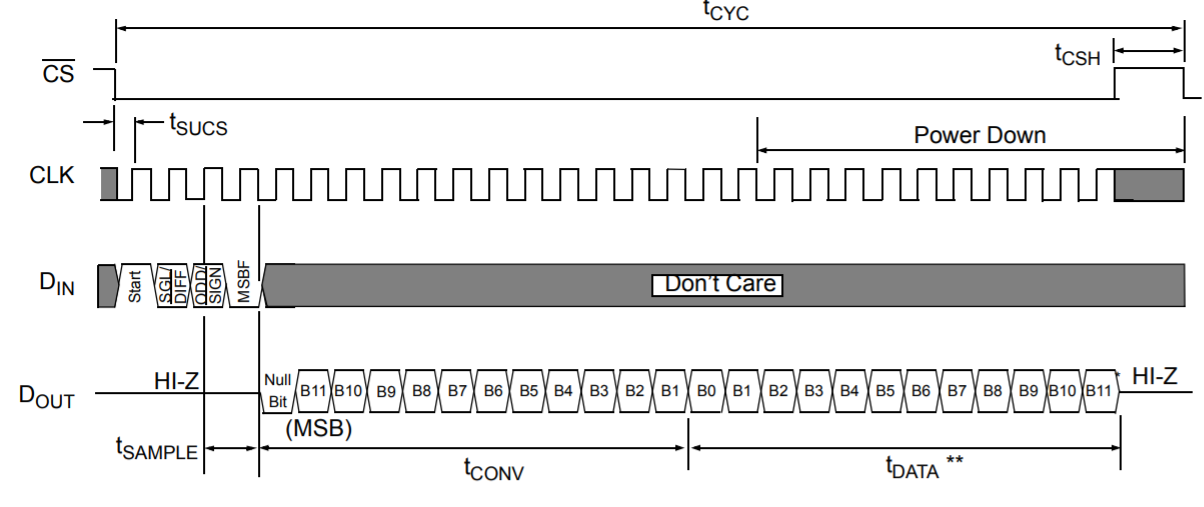 tCYC
tCSH
CS
tSUCS
Power Down
CLK
DIN
Start
SGL/
DIFF
ODD/
SIGN
MSBF
Don't Care
HI-Z
DOUT
Null
Bit
B11 B10 B9 B8 B7 B6 B5 B4 B3 B2 B1 B0 B1 B2 B3 B4 B5 B6 B7 B8 B9 B10 B11 *
HI-Z
(MSB)
tSAMPLE
tCONV
tDATA **